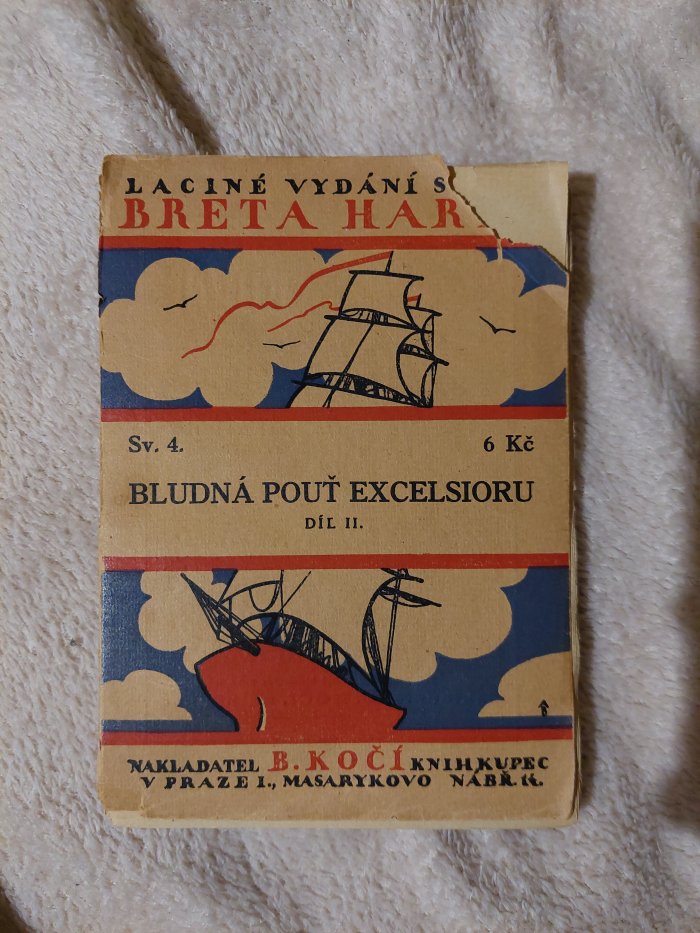 LACINÉ VYDÁNÍ S
BRETA HAR
Sv. 4. 6 Kč
BLUDNÁ POUŤ EXCELSIORU
DÍL II.
NAKLADATEL B. KOČÍ KNIHKUPEC
V PRAZE I., MASARYKOVO NÁBŘ.